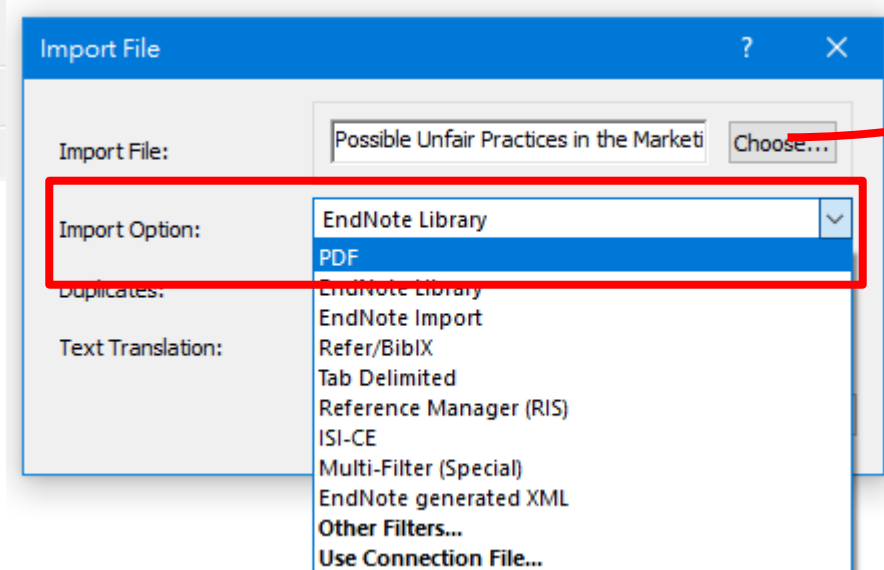 Import File
Import File:
Possible Unfair Practices in the Marketi
Choose...
Import Option:
EndNote Library
PDF
Duplicates:
EndNote Library
EndNote Import
Text Translation:
Refer/BibIX
Tab Delimited
Reference Manager (RIS)
ISI-CE
Multi-Filter (Special)
EndNote generated XML
Other Filters...
Use Connection File...